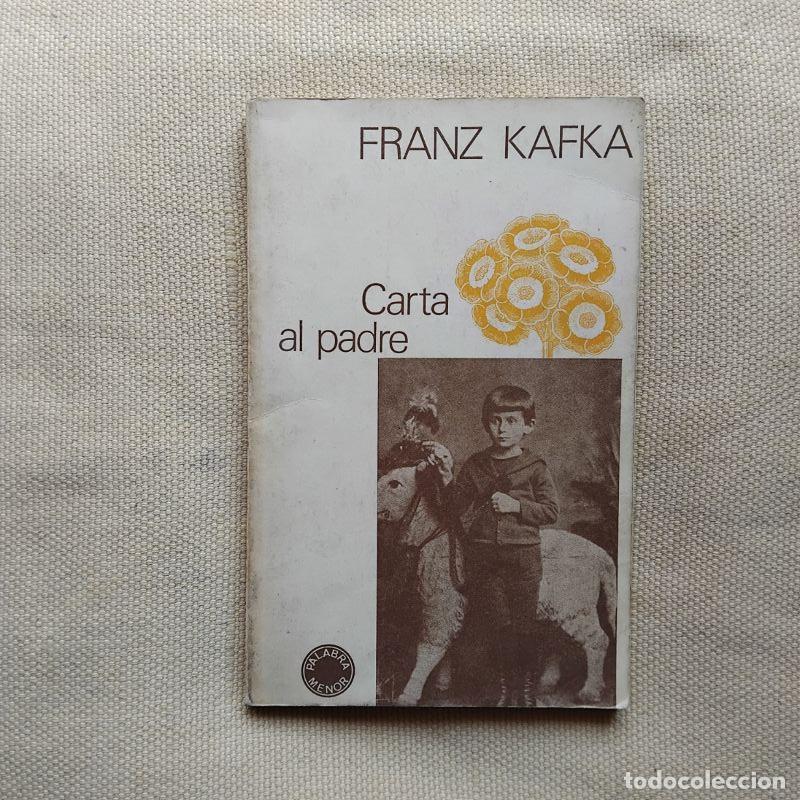 FRANZ KAFKA
Carta
al padre
PALABRA
MENOR
todocoleccion